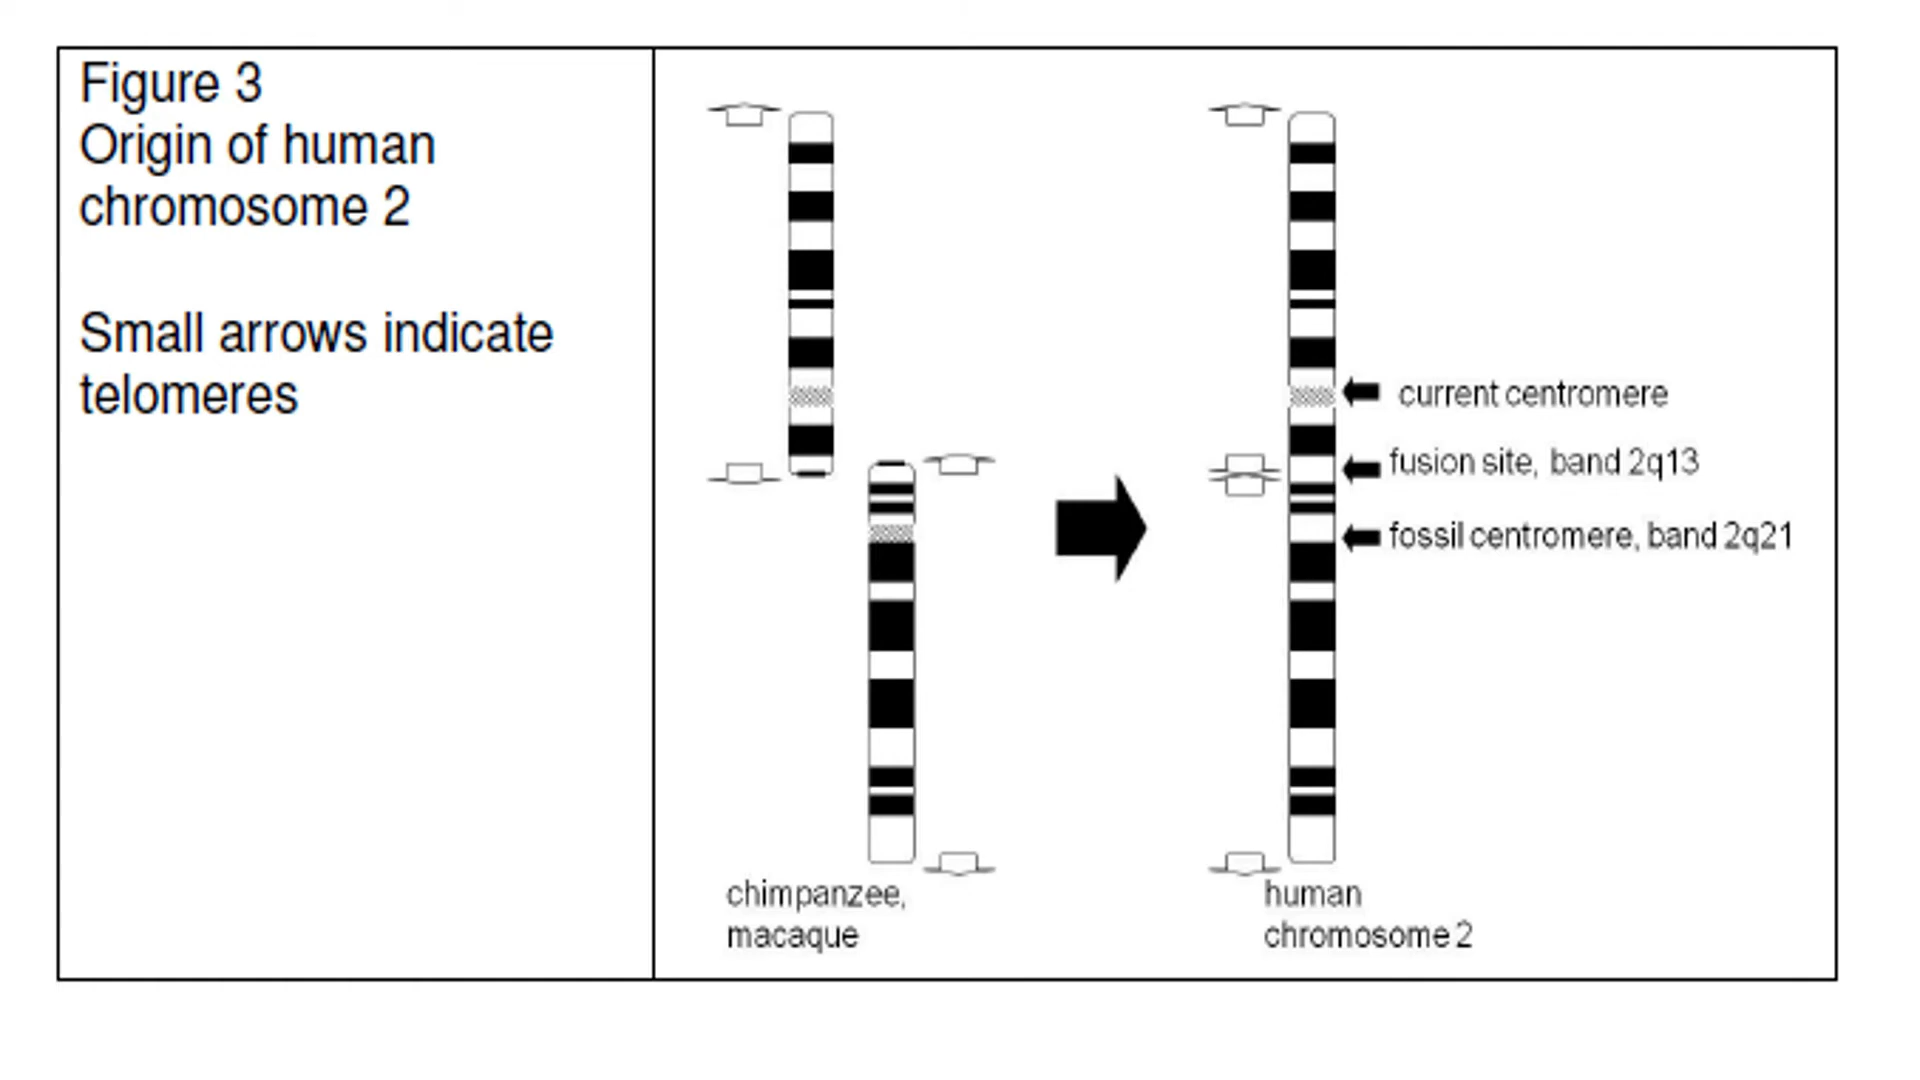 Figure 3
Origin of human
chromosome 2
Small arrows indicate
telomeres
current centromere
fusion site, band 2q13
fossil centromere, band 2q21
chimpanzee,
macaque
human
chromosome 2